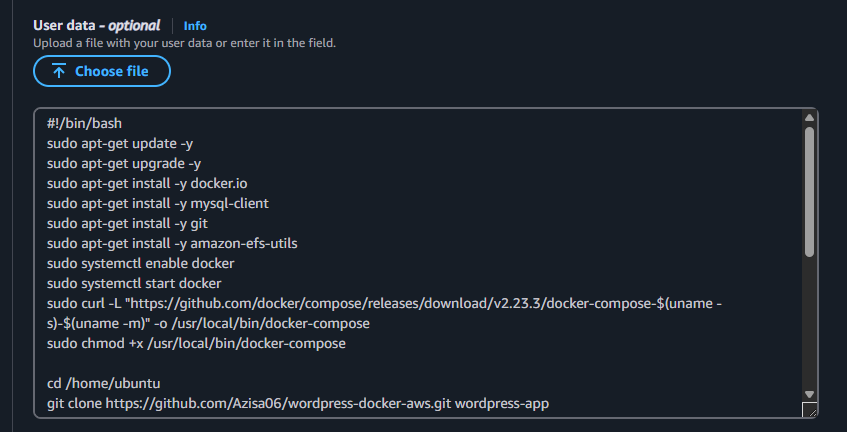 User data - optional | Info
Upload a file with your user data or enter it in the field.
Choose file
#!/bin/bash
sudo apt-get update -y
sudo apt-get upgrade -y
sudo apt-get install -y docker.io
sudo apt-get install -y mysql-client
sudo apt-get install -y git
sudo apt-get install -y amazon-efs-utils
sudo systemctl enable docker
sudo systemctl start docker
sudo curl -L "https://github.com/docker/compose/releases/download/v2.23.3/docker-compose-$(uname -
s)-$(uname -m)" -o /usr/local/bin/docker-compose
sudo chmod +x /usr/local/bin/docker-compose
cd /home/ubuntu
git clone https://github.com/Azisa06/wordpress-docker-aws.git wordpress-app